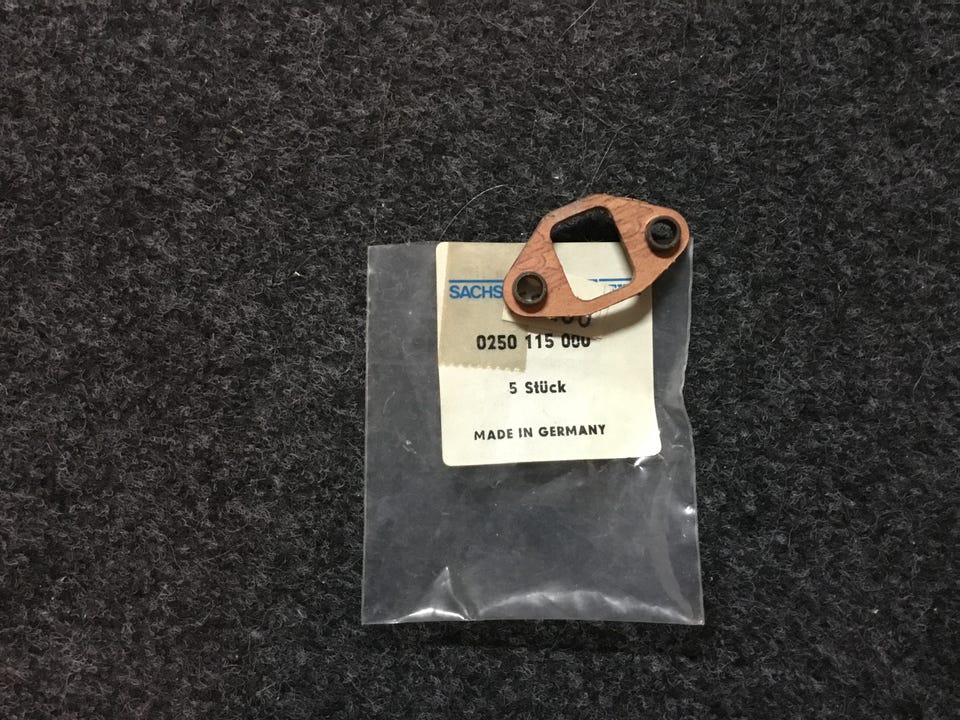 SACHS
0250 115 000
5 Stück
MADE IN GERMANY